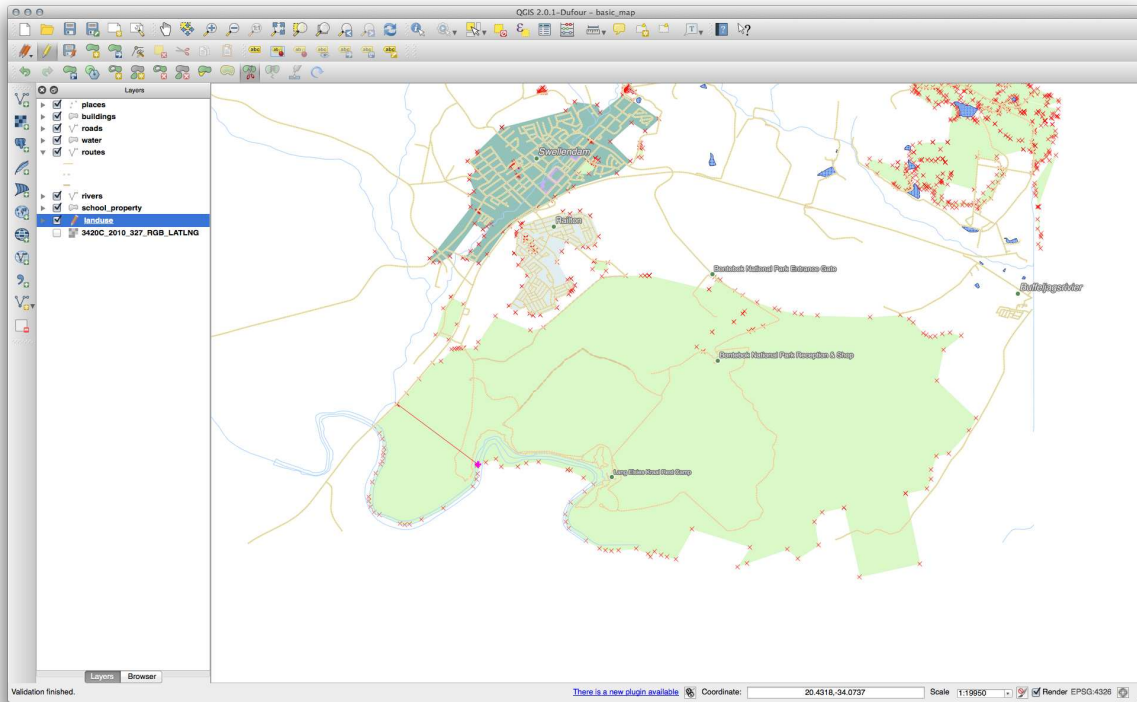 QGIS 2.0.1-Dufour - basic_map
Layers
places
buildings
roads
water
routes
rivers
school_property
landuse
3420C_2010_327_RGB_LATLNG
Swellendam
Railton
Bontebok National Park Entrance Gate
Buffeljagsrivier
Bontebok National Park Reception & Shop
Lang Elsies Kraal Rest Camp
Layers
Browser
Validation finished.
There is a new plugin available
Coordinate:
20.4318,-34.0737
Scale
1:19950
Render
EPSG:4326